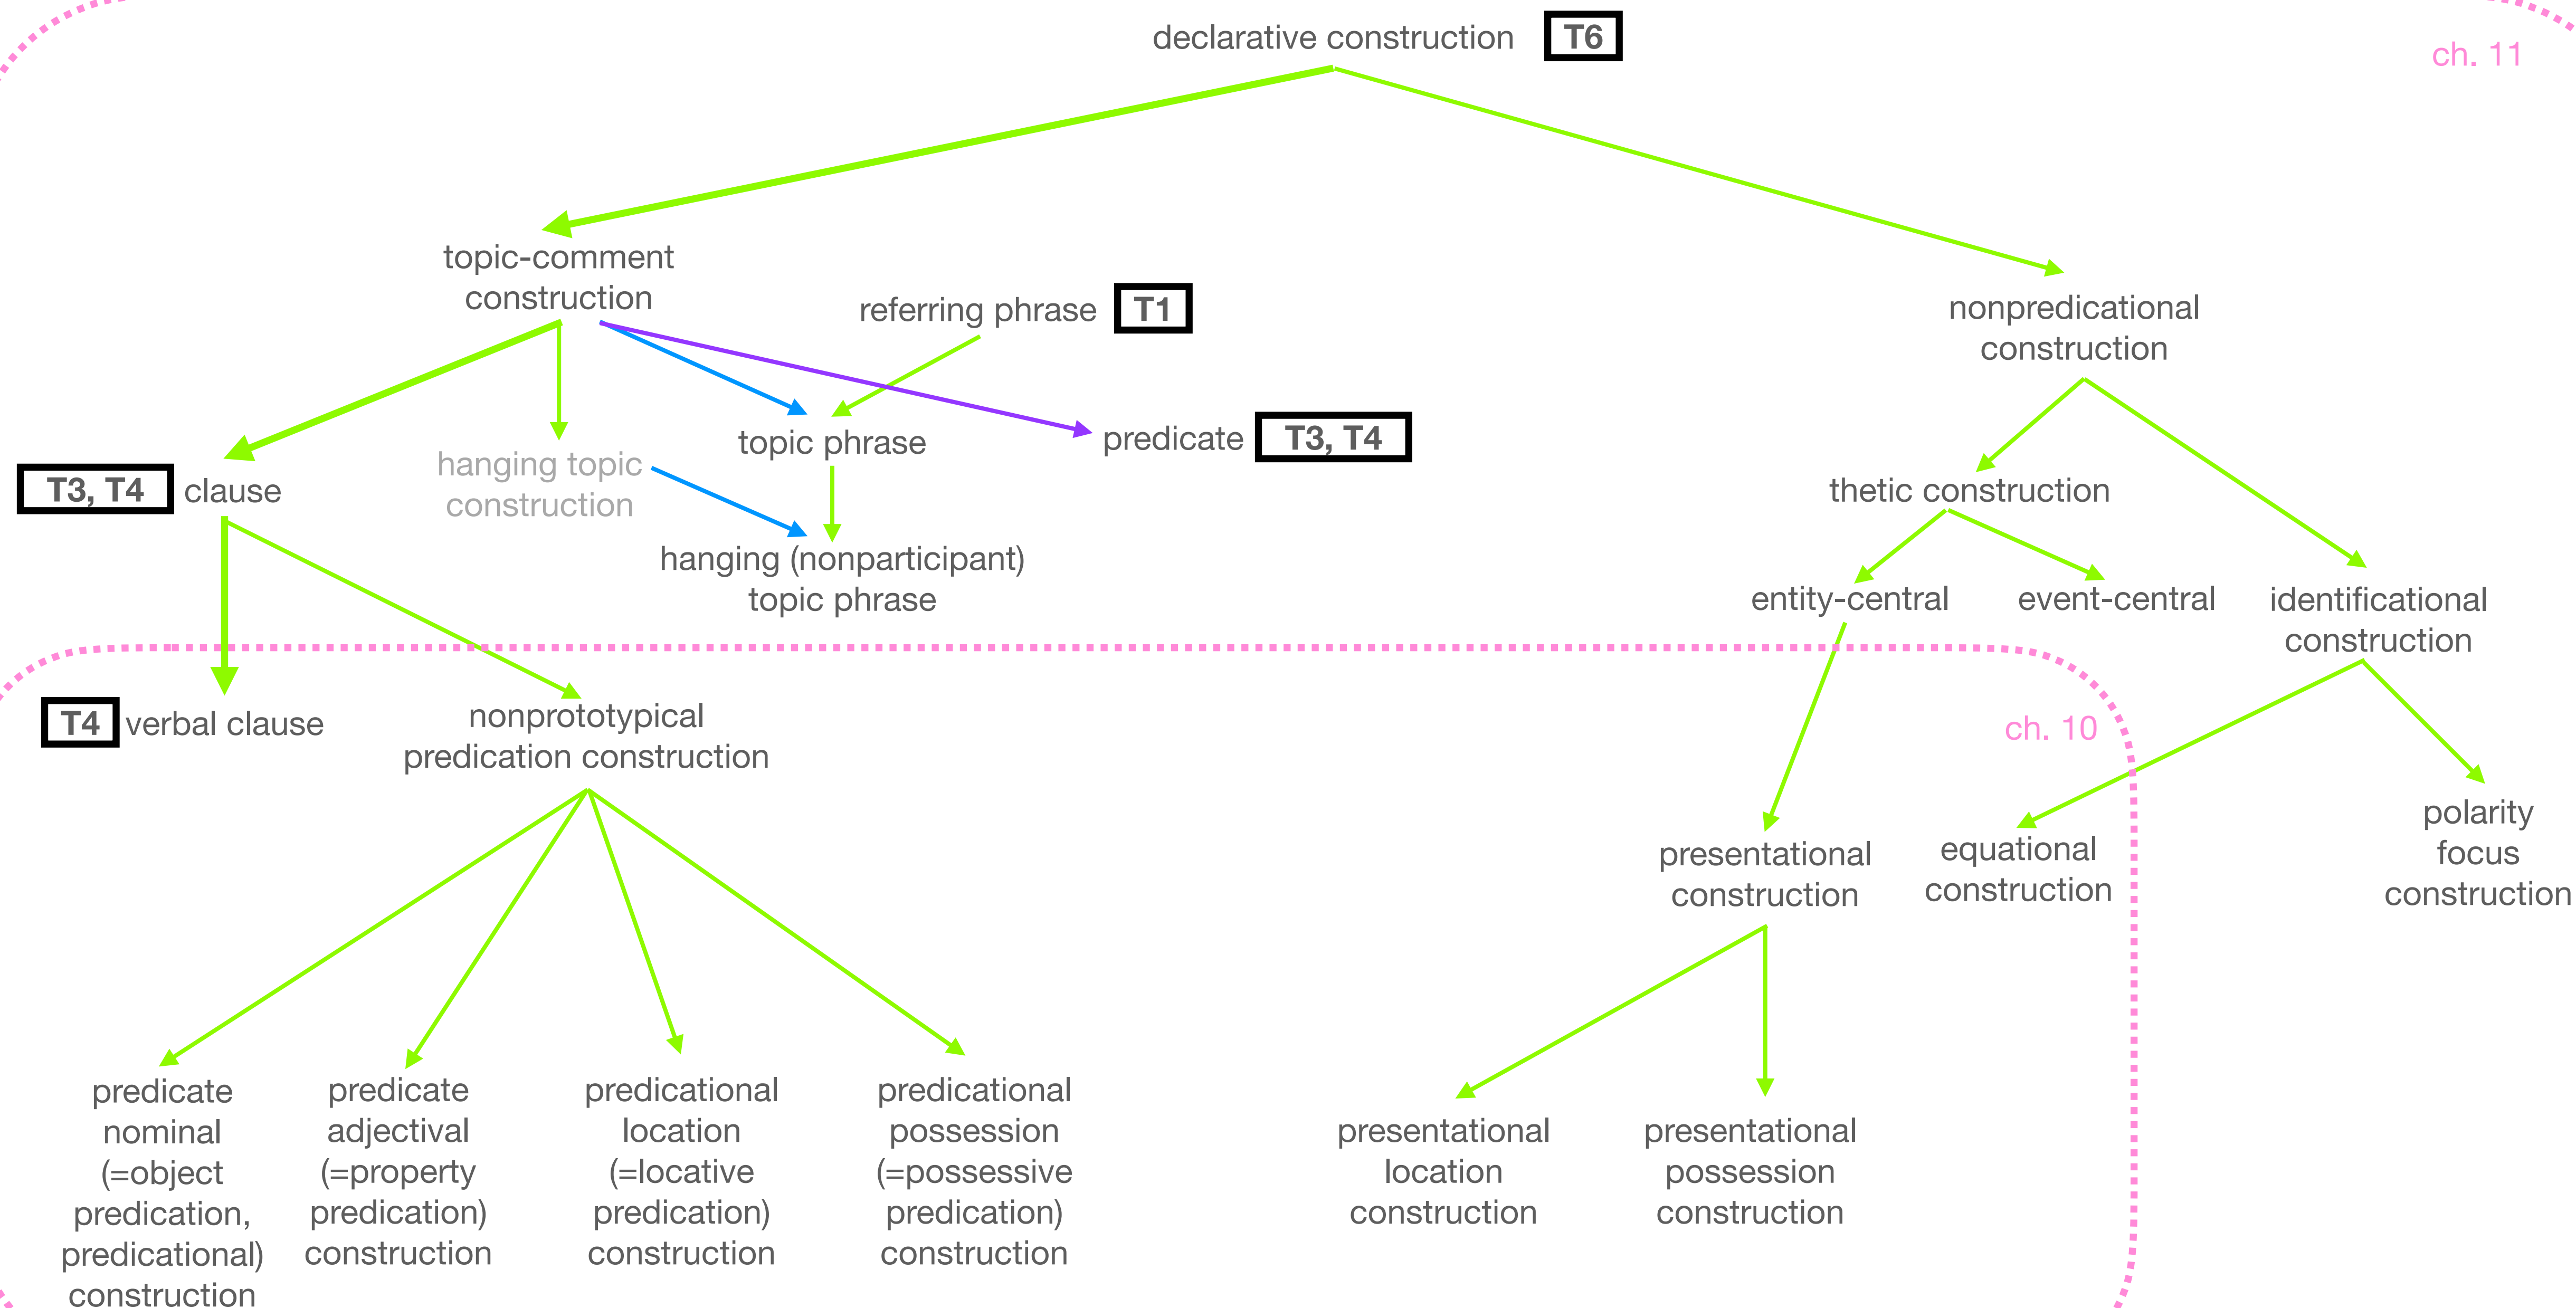 declarative construction T6
ch. 11
topic-comment
construction
referring phrase T1
nonpredicational
construction
topic phrase
predicate T3, T4
hanging topic
construction
T3, T4 clause
thetic construction
hanging (nonparticipant)
topic phrase
entity-central
event-central
identificational
construction
T4 verbal clause
nonprototypical
predication construction
ch. 10
presentational
construction
equational
construction
polarity
focus
construction
predicate
nominal
(=object
predication,
predicational)
construction
predicate
adjectival
(=property
predication)
construction
predicational
location
(=locative
predication)
construction
predicational
possession
(=possessive
predication)
construction
presentational
location
construction
presentational
possession
construction